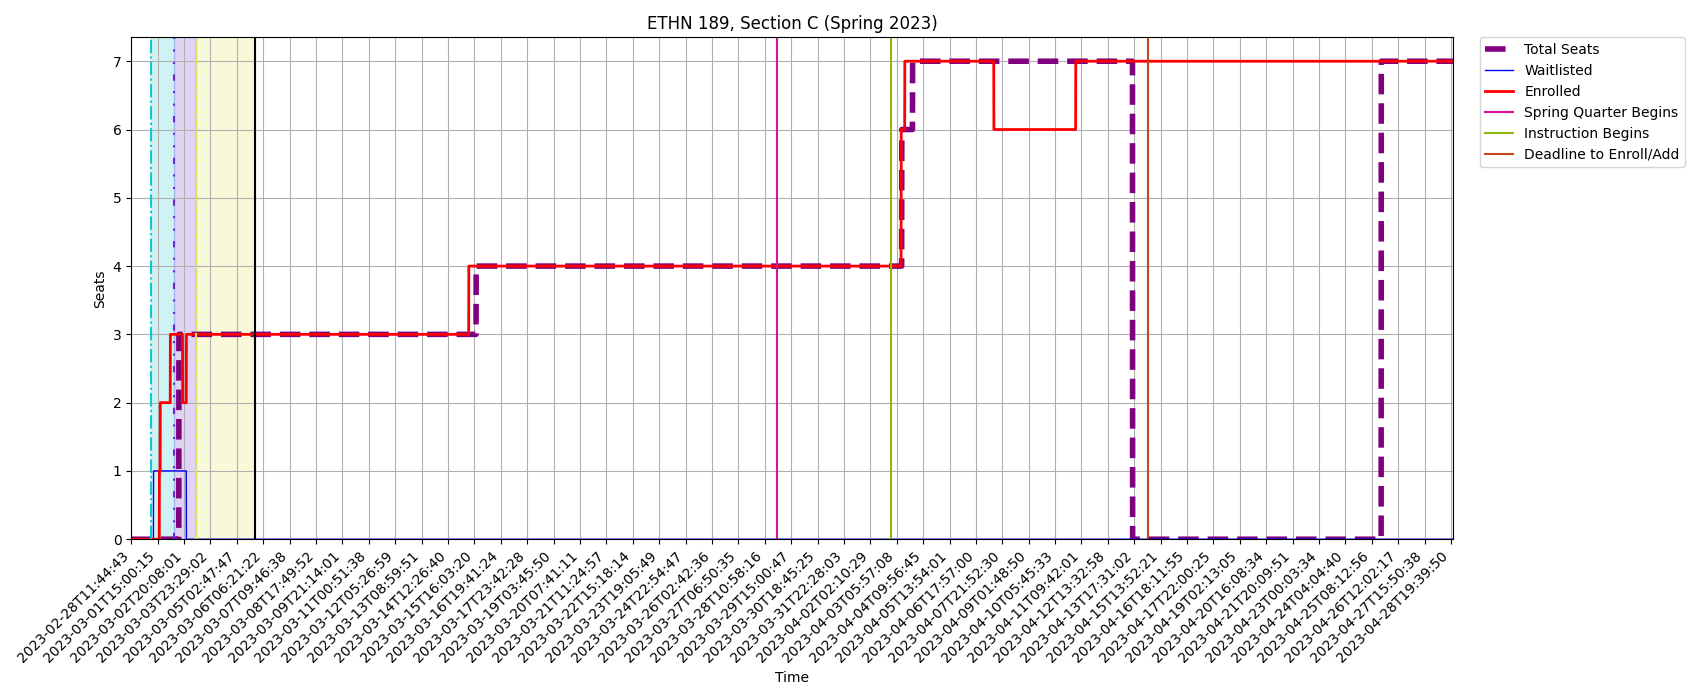 ETHN 189, Section C (Spring 2023)
Total Seats
Waitlisted
Enrolled
Spring Quarter Begins
Instruction Begins
Deadline to Enroll/Add
Seats
7
6
5
4
3
2
1
0
2023-02-28T11:44:43
2023-03-01T15:00:15
2023-03-02T20:08:01
2023-03-03T23:29:02
2023-03-05T02:47:47
2023-03-06T06:21:22
2023-03-07T09:46:38
2023-03-08T17:49:52
2023-03-09T21:14:01
2023-03-11T00:51:38
2023-03-12T05:26:59
2023-03-13T08:59:51
2023-03-14T12:26:40
2023-03-15T16:03:20
2023-03-16T19:41:24
2023-03-17T23:42:28
2023-03-19T03:45:50
2023-03-20T07:41:11
2023-03-21T11:24:57
2023-03-22T15:18:14
2023-03-23T19:05:49
2023-03-24T22:54:47
2023-03-26T02:42:36
2023-03-27T06:50:35
2023-03-28T10:58:16
2023-03-29T15:00:47
2023-03-30T18:45:25
2023-03-31T22:28:03
2023-04-02T02:10:29
2023-04-03T05:57:08
2023-04-04T09:56:45
2023-04-05T13:54:01
2023-04-06T17:57:00
2023-04-07T21:52:30
2023-04-09T01:48:50
2023-04-10T05:45:33
2023-04-11T09:42:01
2023-04-12T13:32:58
2023-04-13T17:31:02
2023-04-15T13:52:21
2023-04-16T18:11:55
2023-04-17T22:00:25
2023-04-19T02:13:05
2023-04-20T16:08:34
2023-04-21T20:09:51
2023-04-23T00:03:34
2023-04-24T04:04:40
2023-04-25T08:12:56
2023-04-26T12:02:17
2023-04-27T15:50:38
2023-04-28T19:39:50
Time